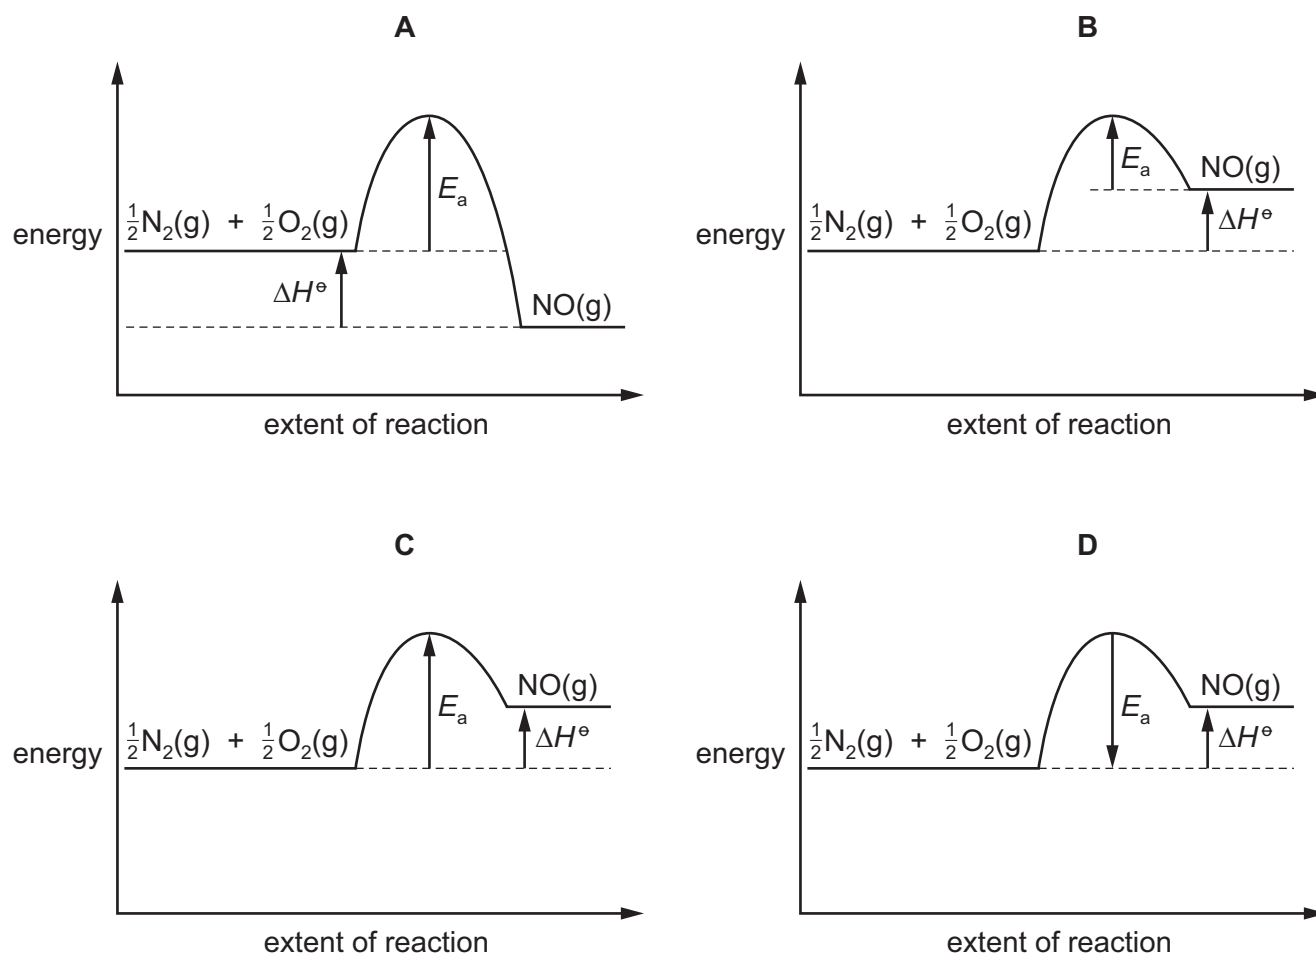 A
energy
½N₂(g) + ½O₂(g)
Eₐ
ΔH⦵
NO(g)
extent of reaction
B
energy
½N₂(g) + ½O₂(g)
Eₐ
NO(g)
ΔH⦵
extent of reaction
C
energy
½N₂(g) + ½O₂(g)
Eₐ
NO(g)
ΔH⦵
extent of reaction
D
energy
½N₂(g) + ½O₂(g)
Eₐ
NO(g)
ΔH⦵
extent of reaction